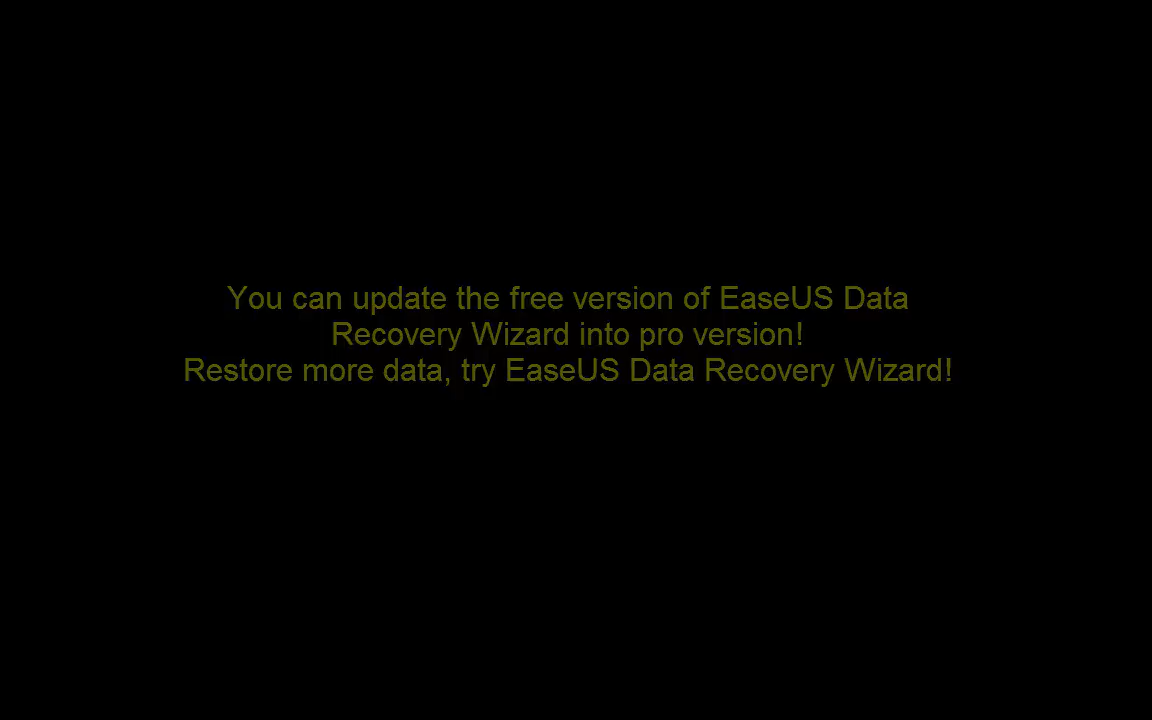 You can update the free version of EaseUS Data
Recovery Wizard into pro version!
Restore more data, try EaseUS Data Recovery Wizard!